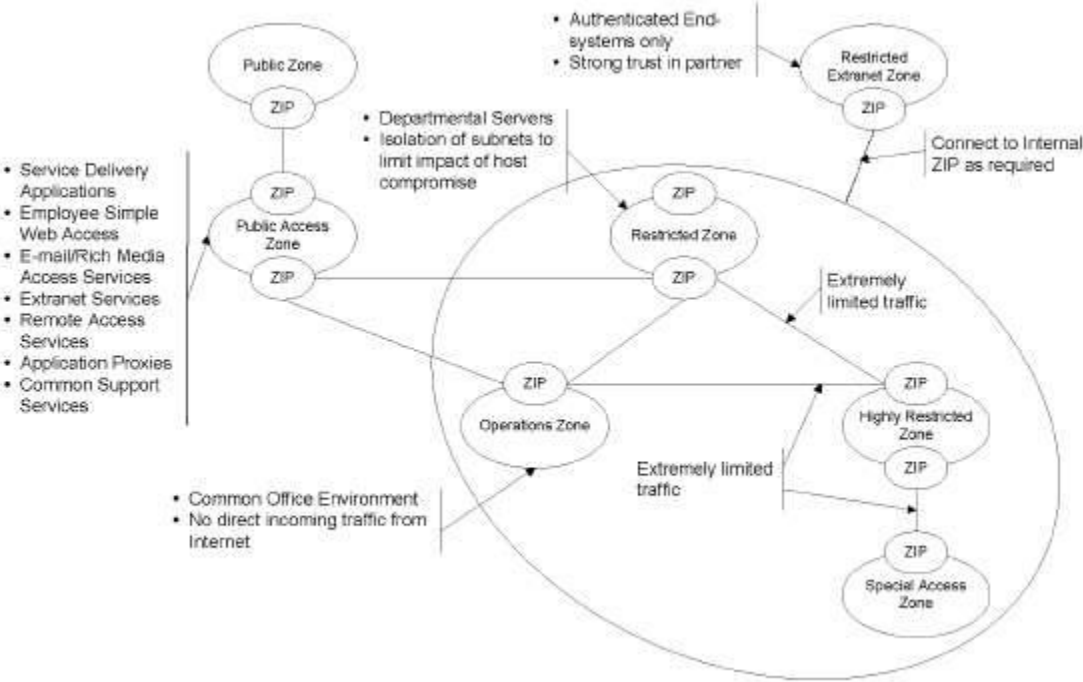 • Authenticated End-
systems only
• Strong trust in partner
Public Zone
ZIP
Restricted
Extranet Zone
ZIP
• Departmental Servers
• Isolation of subnets to
limit impact of host
compromise
Connect to Internal
ZIP as required
• Service Delivery
Applications
• Employee Simple
Web Access
• E-mail/Rich Media
Access Services
• Extranet Services
• Remote Access
Services
• Application Proxies
• Common Support
Services
ZIP
Public Access
Zone
ZIP
ZIP
Restricted Zone
ZIP
Extremely
limited traffic
ZIP
Operations Zone
ZIP
Highly Restricted
Zone
ZIP
Extremely limited
traffic
• Common Office Environment
• No direct incoming traffic from
Internet
ZIP
Special Access
Zone